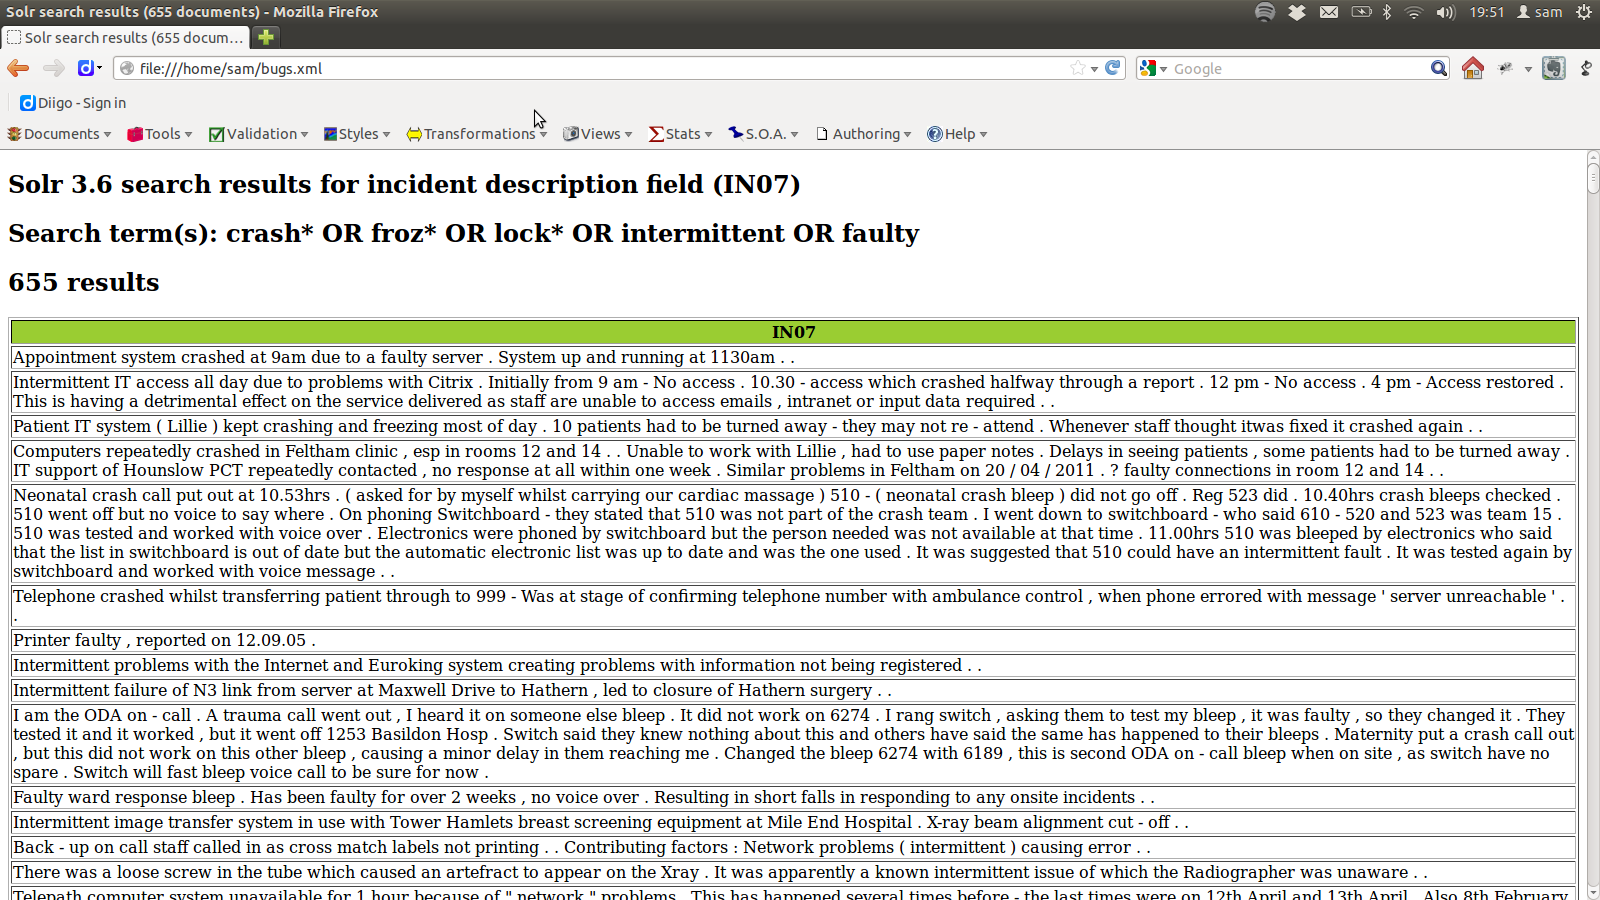 Solr search results (655 documents) - Mozilla Firefox
19:51 sam
Solr search results (655 docum...
file:///home/sam/bugs.xml
Google
Diigo - Sign in
Documents Tools Validation Styles Transformations Views Stats S.O.A. Authoring Help
Solr 3.6 search results for incident description field (IN07)
Search term(s): crash* OR froz* OR lock* OR intermittent OR faulty
655 results
IN07
Appointment system crashed at 9am due to a faulty server . System up and running at 1130am . .
Intermittent IT access all day due to problems with Citrix . Initially from 9 am - No access . 10.30 - access which crashed halfway through a report . 12 pm - No access . 4 pm - Access restored .
This is having a detrimental effect on the service delivered as staff are unable to access emails , intranet or input data required . .
Patient IT system ( Lillie ) kept crashing and freezing most of day . 10 patients had to be turned away - they may not re - attend . Whenever staff thought itwas fixed it crashed again . .
Computers repeatedly crashed in Feltham clinic , esp in rooms 12 and 14 . . Unable to work with Lillie , had to use paper notes . Delays in seeing patients , some patients had to be turned away .
IT support of Hounslow PCT repeatedly contacted , no response at all within one week . Similar problems in Feltham on 20 / 04 / 2011 . ? faulty connections in room 12 and 14 . .
Neonatal crash call put out at 10.53hrs . ( asked for by myself whilst carrying our cardiac massage ) 510 - ( neonatal crash bleep ) did not go off . Reg 523 did . 10.40hrs crash bleeps checked .
510 went off but no voice to say where . On phoning Switchboard - they stated that 510 was not part of the crash team . I went down to switchboard - who said 610 - 520 and 523 was team 15 .
510 was tested and worked with voice over . Electronics were phoned by switchboard but the person needed was not available at that time . 11.00hrs 510 was bleeped by electronics who said
that the list in switchboard is out of date but the automatic electronic list was up to date and was the one used . It was suggested that 510 could have an intermittent fault . It was tested again by
switchboard and worked with voice message . .
Telephone crashed whilst transferring patient through to 999 - Was at stage of confirming telephone number with ambulance control , when phone errored with message ' server unreachable ' .
.
Printer faulty , reported on 12.09.05 .
Intermittent problems with the Internet and Euroking system creating problems with information not being registered . .
Intermittent failure of N3 link from server at Maxwell Drive to Hathern , led to closure of Hathern surgery . .
I am the ODA on - call . A trauma call went out , I heard it on someone else bleep . It did not work on 6274 . I rang switch , asking them to test my bleep , it was faulty , so they changed it . They
tested it and it worked , but it went off 1253 Basildon Hosp . Switch said they knew nothing about this and others have said the same has happened to their bleeps . Maternity put a crash call out
, but this did not work on this other bleep , causing a minor delay in them reaching me . Changed the bleep 6274 with 6189 , this is second ODA on - call bleep when on site , as switch have no
spare . Switch will fast bleep voice call to be sure for now .
Faulty ward response bleep . Has been faulty for over 2 weeks , no voice over . Resulting in short falls in responding to any onsite incidents . .
Intermittent image transfer system in use with Tower Hamlets breast screening equipment at Mile End Hospital . X-ray beam alignment cut - off . .
Back - up on call staff called in as cross match labels not printing . . Contributing factors : Network problems ( intermittent ) causing error . .
There was a loose screw in the tube which caused an artefract to appear on the Xray . It was apparently a known intermittent issue of which the Radiographer was unaware . .
Telepath computer system unavailable for 1 hour because of " network " problems . This has happened several times before - the last times were on 12th April and 13th April . Also 8th February